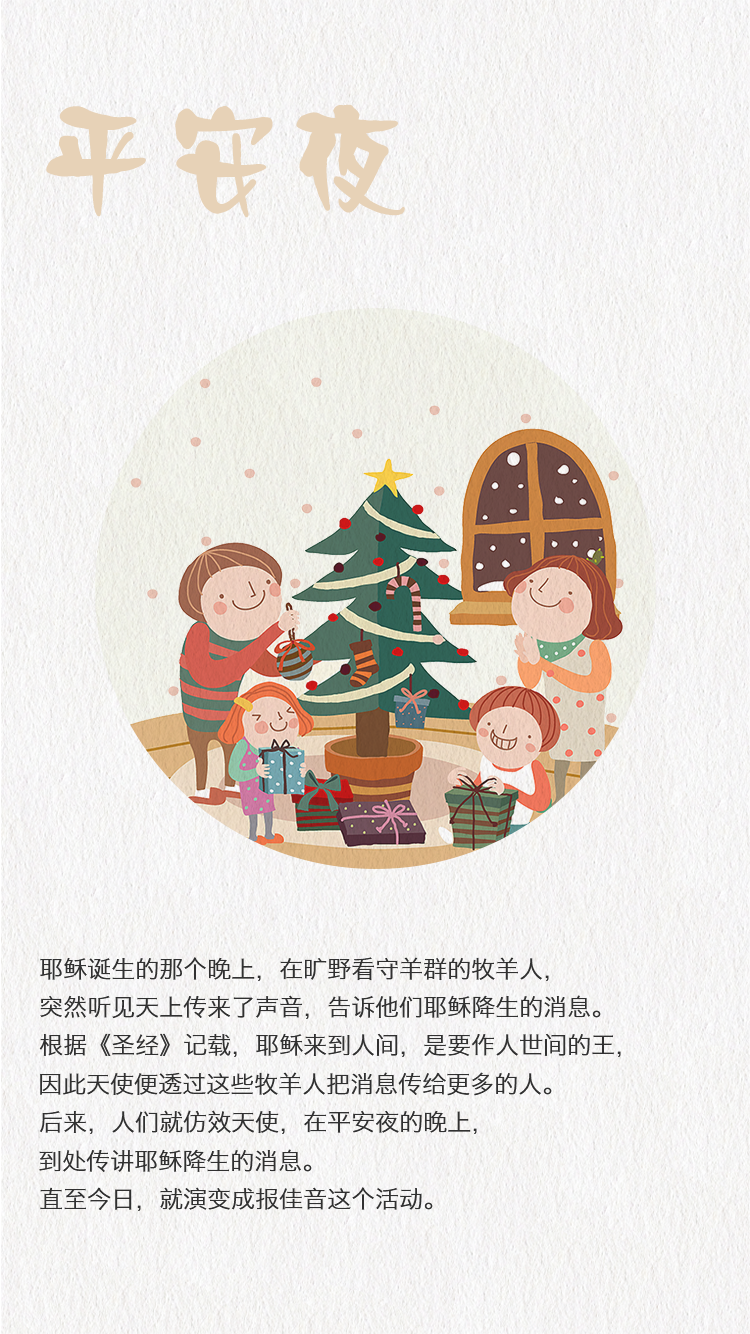 平安夜
耶稣诞生的那个晚上，在旷野看守羊群的牧羊人，
突然听见天上传来了声音，告诉他们耶稣降生的消息。
根据《圣经》记载，耶稣来到人间，是要作人世间的王，
因此天使便透过这些牧羊人把消息传给更多的人。
后来，人们就仿效天使，在平安夜的晚上，
到处传讲耶稣降生的消息。
直至今日，就演变成报佳音这个活动。